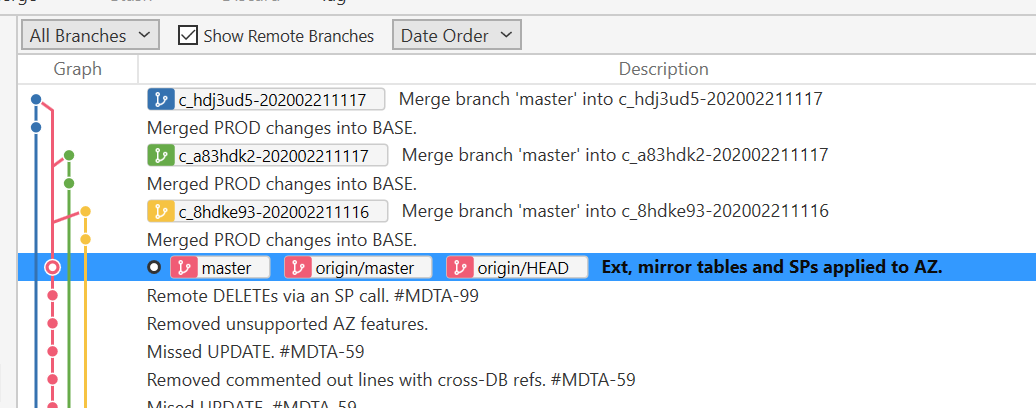 All Branches Show Remote Branches Date Order
Graph Description
c_hdj3ud5-202002211117 Merge branch 'master' into c_hdj3ud5-202002211117
Merged PROD changes into BASE.
c_a83hdk2-202002211117 Merge branch 'master' into c_a83hdk2-202002211117
Merged PROD changes into BASE.
c_8hdke93-202002211116 Merge branch 'master' into c_8hdke93-202002211116
Merged PROD changes into BASE.
master origin/master origin/HEAD Ext, mirror tables and SPs applied to AZ.
Remote DELETEs via an SP call. #MDTA-99
Removed unsupported AZ features.
Missed UPDATE. #MDTA-59
Removed commented out lines with cross-DB refs. #MDTA-59
Mised UPDATE. #MDTA-59